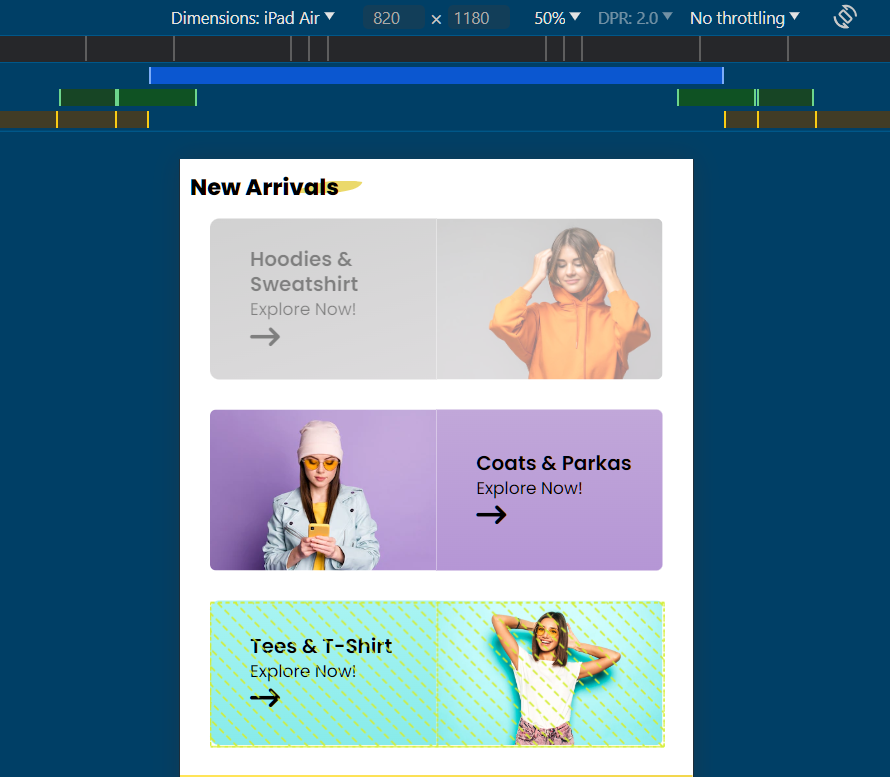 Dimensions: iPad Air 820 × 1180 50% DPR: 2.0 No throttling
New Arrivals
Hoodies &
Sweatshirt
Explore Now!
Coats & Parkas
Explore Now!
Tees & T-Shirt
Explore Now!